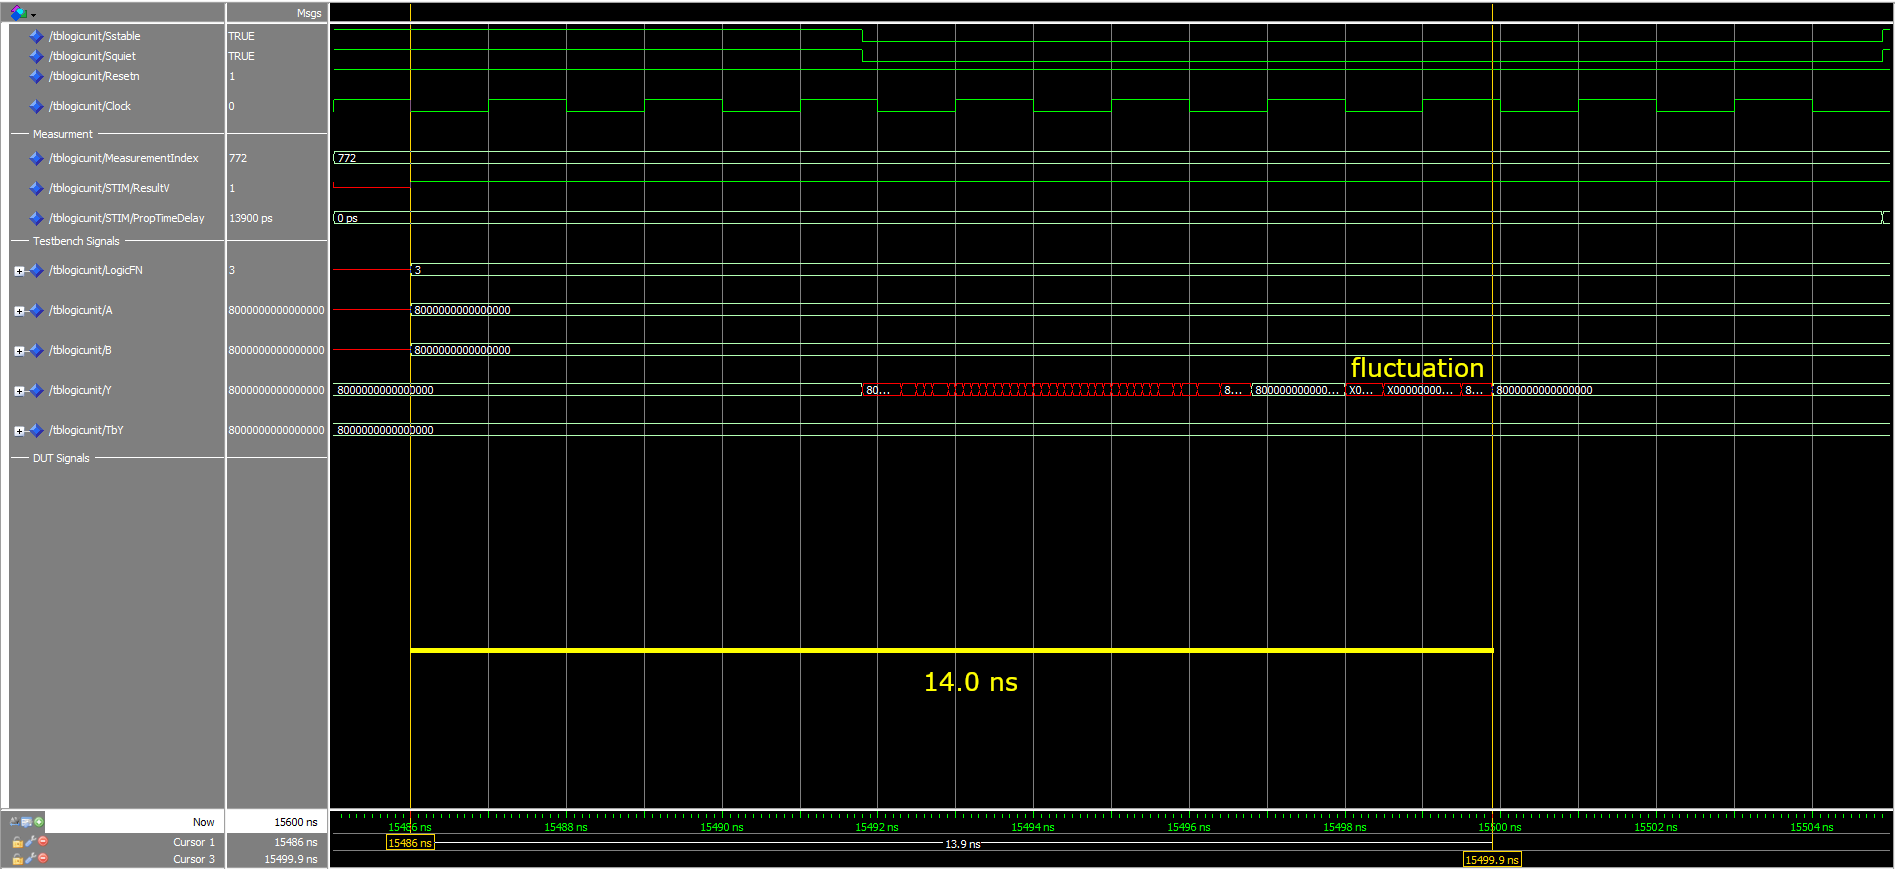 Msgs
/tblogicunit/Sstable TRUE
/tblogicunit/Squiet TRUE
/tblogicunit/Resetn 1
/tblogicunit/Clock 0
Measurment
/tblogicunit/MeasurementIndex 772 772
/tblogicunit/STIM/ResultV 1
/tblogicunit/STIM/PropTimeDelay 13900 ps 0 ps
Testbench Signals
/tblogicunit/LogicFN 3 3
/tblogicunit/A 8000000000000000 8000000000000000
/tblogicunit/B 8000000000000000 8000000000000000
fluctuation
/tblogicunit/Y 8000000000000000 8000000000000000 80... 8... 800000000000... X0... X00000000... 8... 8000000000000000
/tblogicunit/TbY 8000000000000000 8000000000000000
DUT Signals
14.0 ns
Now 15600 ns 15486 ns 15488 ns 15490 ns 15492 ns 15494 ns 15496 ns 15498 ns 15500 ns 15502 ns 15504 ns
Cursor 1 15486 ns 15486 ns 13.9 ns
Cursor 3 15499.9 ns 15499.9 ns